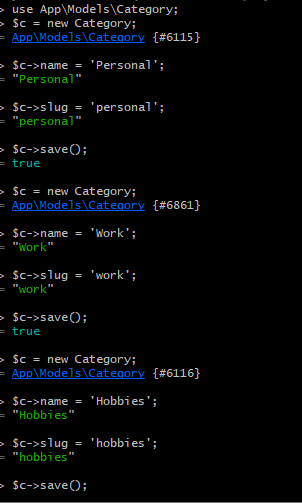 > use App\Models\Category;
> $c = new Category;
= App\Models\Category {#6115}
> $c->name = 'Personal';
= "Personal"
> $c->slug = 'personal';
= "personal"
> $c->save();
= true
> $c = new Category;
= App\Models\Category {#6861}
> $c->name = 'Work';
= "Work"
> $c->slug = 'work';
= "work"
> $c->save();
= true
> $c = new Category;
= App\Models\Category {#6116}
> $c->name = 'Hobbies';
= "Hobbies"
> $c->slug = 'hobbies';
= "hobbies"
> $c->save();